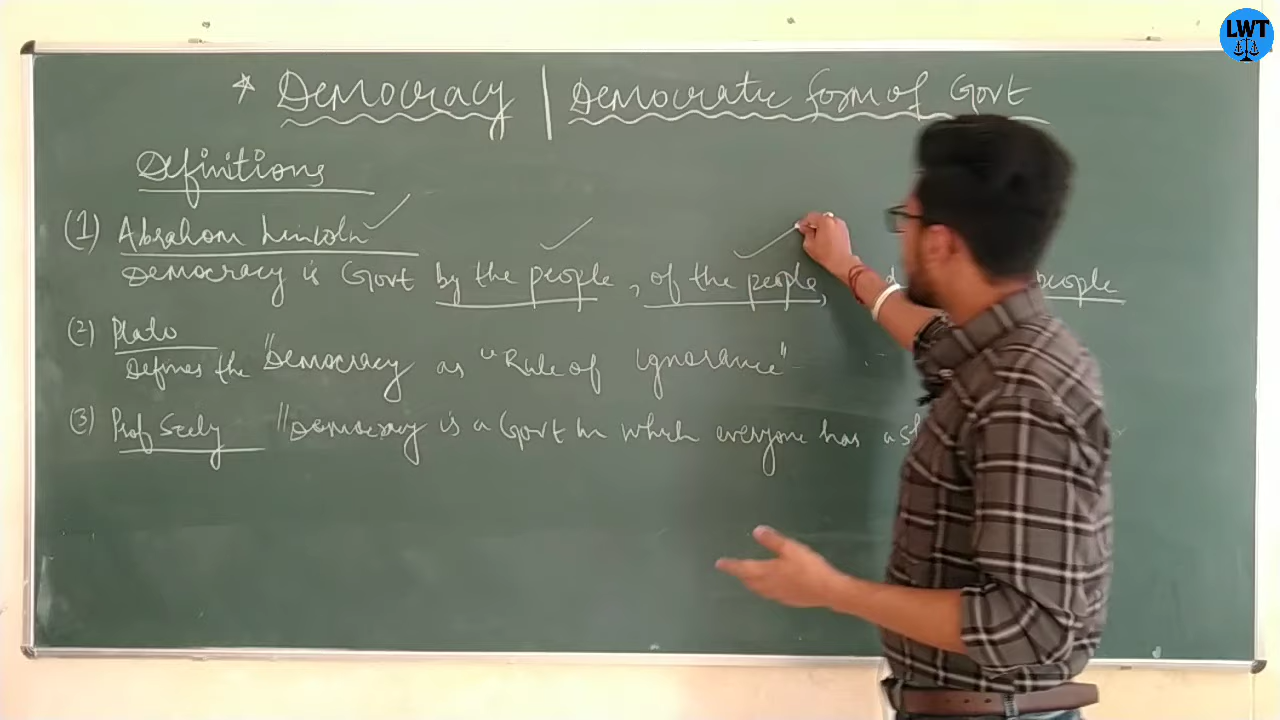 LWT
* Democracy | Democratic form of Govt
Definitions
(1) Abraham Lincoln
Democracy is Govt by the people, of the people, people
(2) Plato
Defines the "Democracy as "Rule of Ignorance"
(3) Prof Seely "Democracy is a Govt in which everyone has a